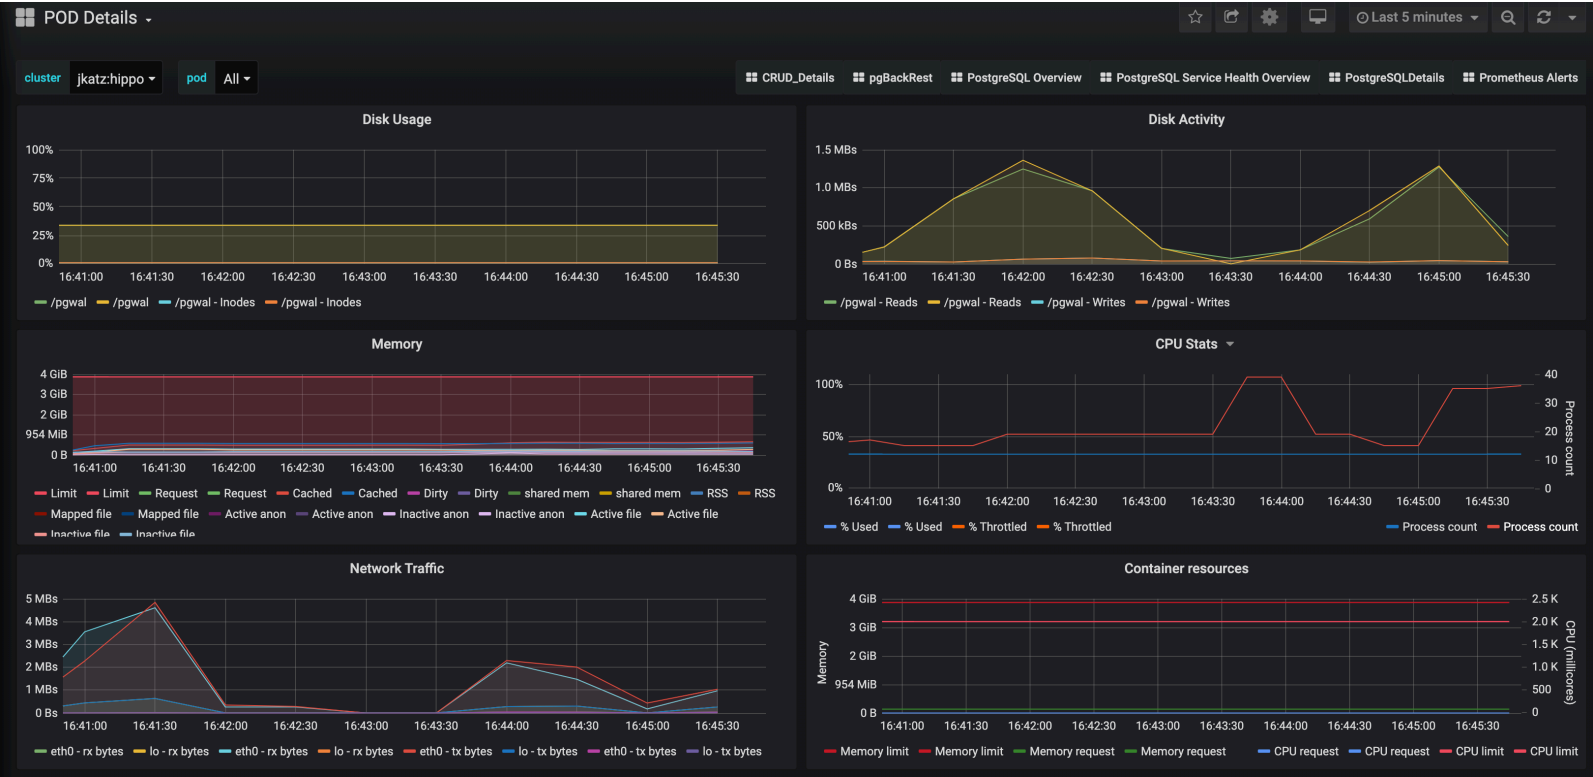 POD Details
Last 5 minutes
cluster jkatz:hippo pod All
CRUD_Details pgBackRest PostgreSQL Overview PostgreSQL Service Health Overview PostgreSQLDetails Prometheus Alerts
Disk Usage
100%
75%
50%
25%
0%
16:41:00 16:41:30 16:42:00 16:42:30 16:43:00 16:43:30 16:44:00 16:44:30 16:45:00 16:45:30
/pgwal /pgwal /pgwal - Inodes /pgwal - Inodes
Disk Activity
1.5 MBs
1.0 MBs
500 kBs
0 Bs
16:41:00 16:41:30 16:42:00 16:42:30 16:43:00 16:43:30 16:44:00 16:44:30 16:45:00 16:45:30
/pgwal - Reads /pgwal - Reads /pgwal - Writes /pgwal - Writes
Memory
4 GiB
3 GiB
2 GiB
954 MiB
0 B
16:41:00 16:41:30 16:42:00 16:42:30 16:43:00 16:43:30 16:44:00 16:44:30 16:45:00 16:45:30
Limit Limit Request Request Cached Cached Dirty Dirty shared mem shared mem RSS RSS
Mapped file Mapped file Active anon Active anon Inactive anon Inactive anon Active file Active file
Inactive file Inactive file
CPU Stats
100%
50%
0%
40
30
20
10
0
Process count
16:41:00 16:41:30 16:42:00 16:42:30 16:43:00 16:43:30 16:44:00 16:44:30 16:45:00 16:45:30
% Used % Used % Throttled % Throttled Process count Process count
Network Traffic
5 MBs
4 MBs
3 MBs
2 MBs
1 MBs
0 Bs
16:41:00 16:41:30 16:42:00 16:42:30 16:43:00 16:43:30 16:44:00 16:44:30 16:45:00 16:45:30
eth0 - rx bytes lo - rx bytes eth0 - rx bytes lo - rx bytes eth0 - tx bytes lo - tx bytes eth0 - tx bytes lo - tx bytes
Container resources
Memory
4 GiB
3 GiB
2 GiB
954 MiB
0 B
2.5 K
2.0 K
1.5 K
1.0 K
500
0
CPU (millicores)
16:41:00 16:41:30 16:42:00 16:42:30 16:43:00 16:43:30 16:44:00 16:44:30 16:45:00 16:45:30
Memory limit Memory limit Memory request Memory request CPU request CPU request CPU limit CPU limit